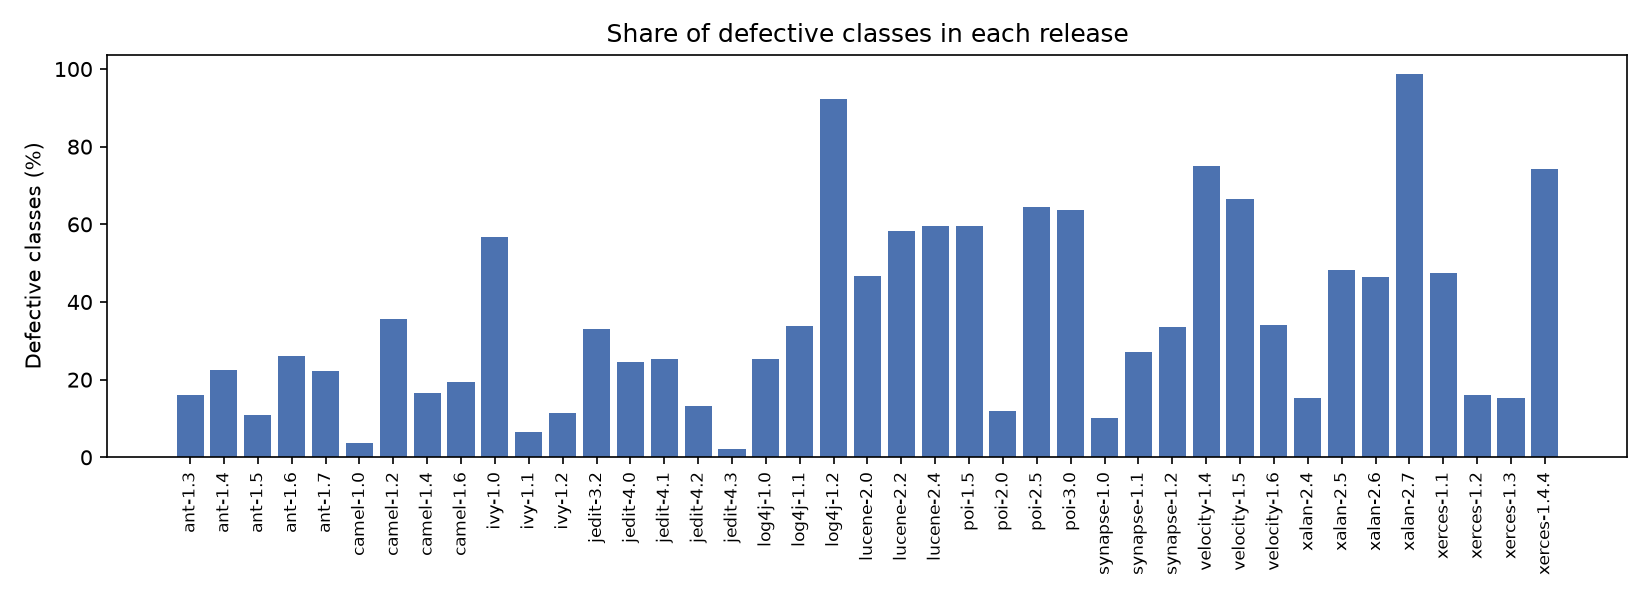 Share of defective classes in each release
Defective classes (%)
100
80
60
40
20
0
ant-1.3
ant-1.4
ant-1.5
ant-1.6
ant-1.7
camel-1.0
camel-1.2
camel-1.4
camel-1.6
ivy-1.0
ivy-1.1
ivy-1.2
jedit-3.2
jedit-4.0
jedit-4.1
jedit-4.2
jedit-4.3
log4j-1.0
log4j-1.1
log4j-1.2
lucene-2.0
lucene-2.2
lucene-2.4
poi-1.5
poi-2.0
poi-2.5
poi-3.0
synapse-1.0
synapse-1.1
synapse-1.2
velocity-1.4
velocity-1.5
velocity-1.6
xalan-2.4
xalan-2.5
xalan-2.6
xalan-2.7
xerces-1.1
xerces-1.2
xerces-1.3
xerces-1.4.4